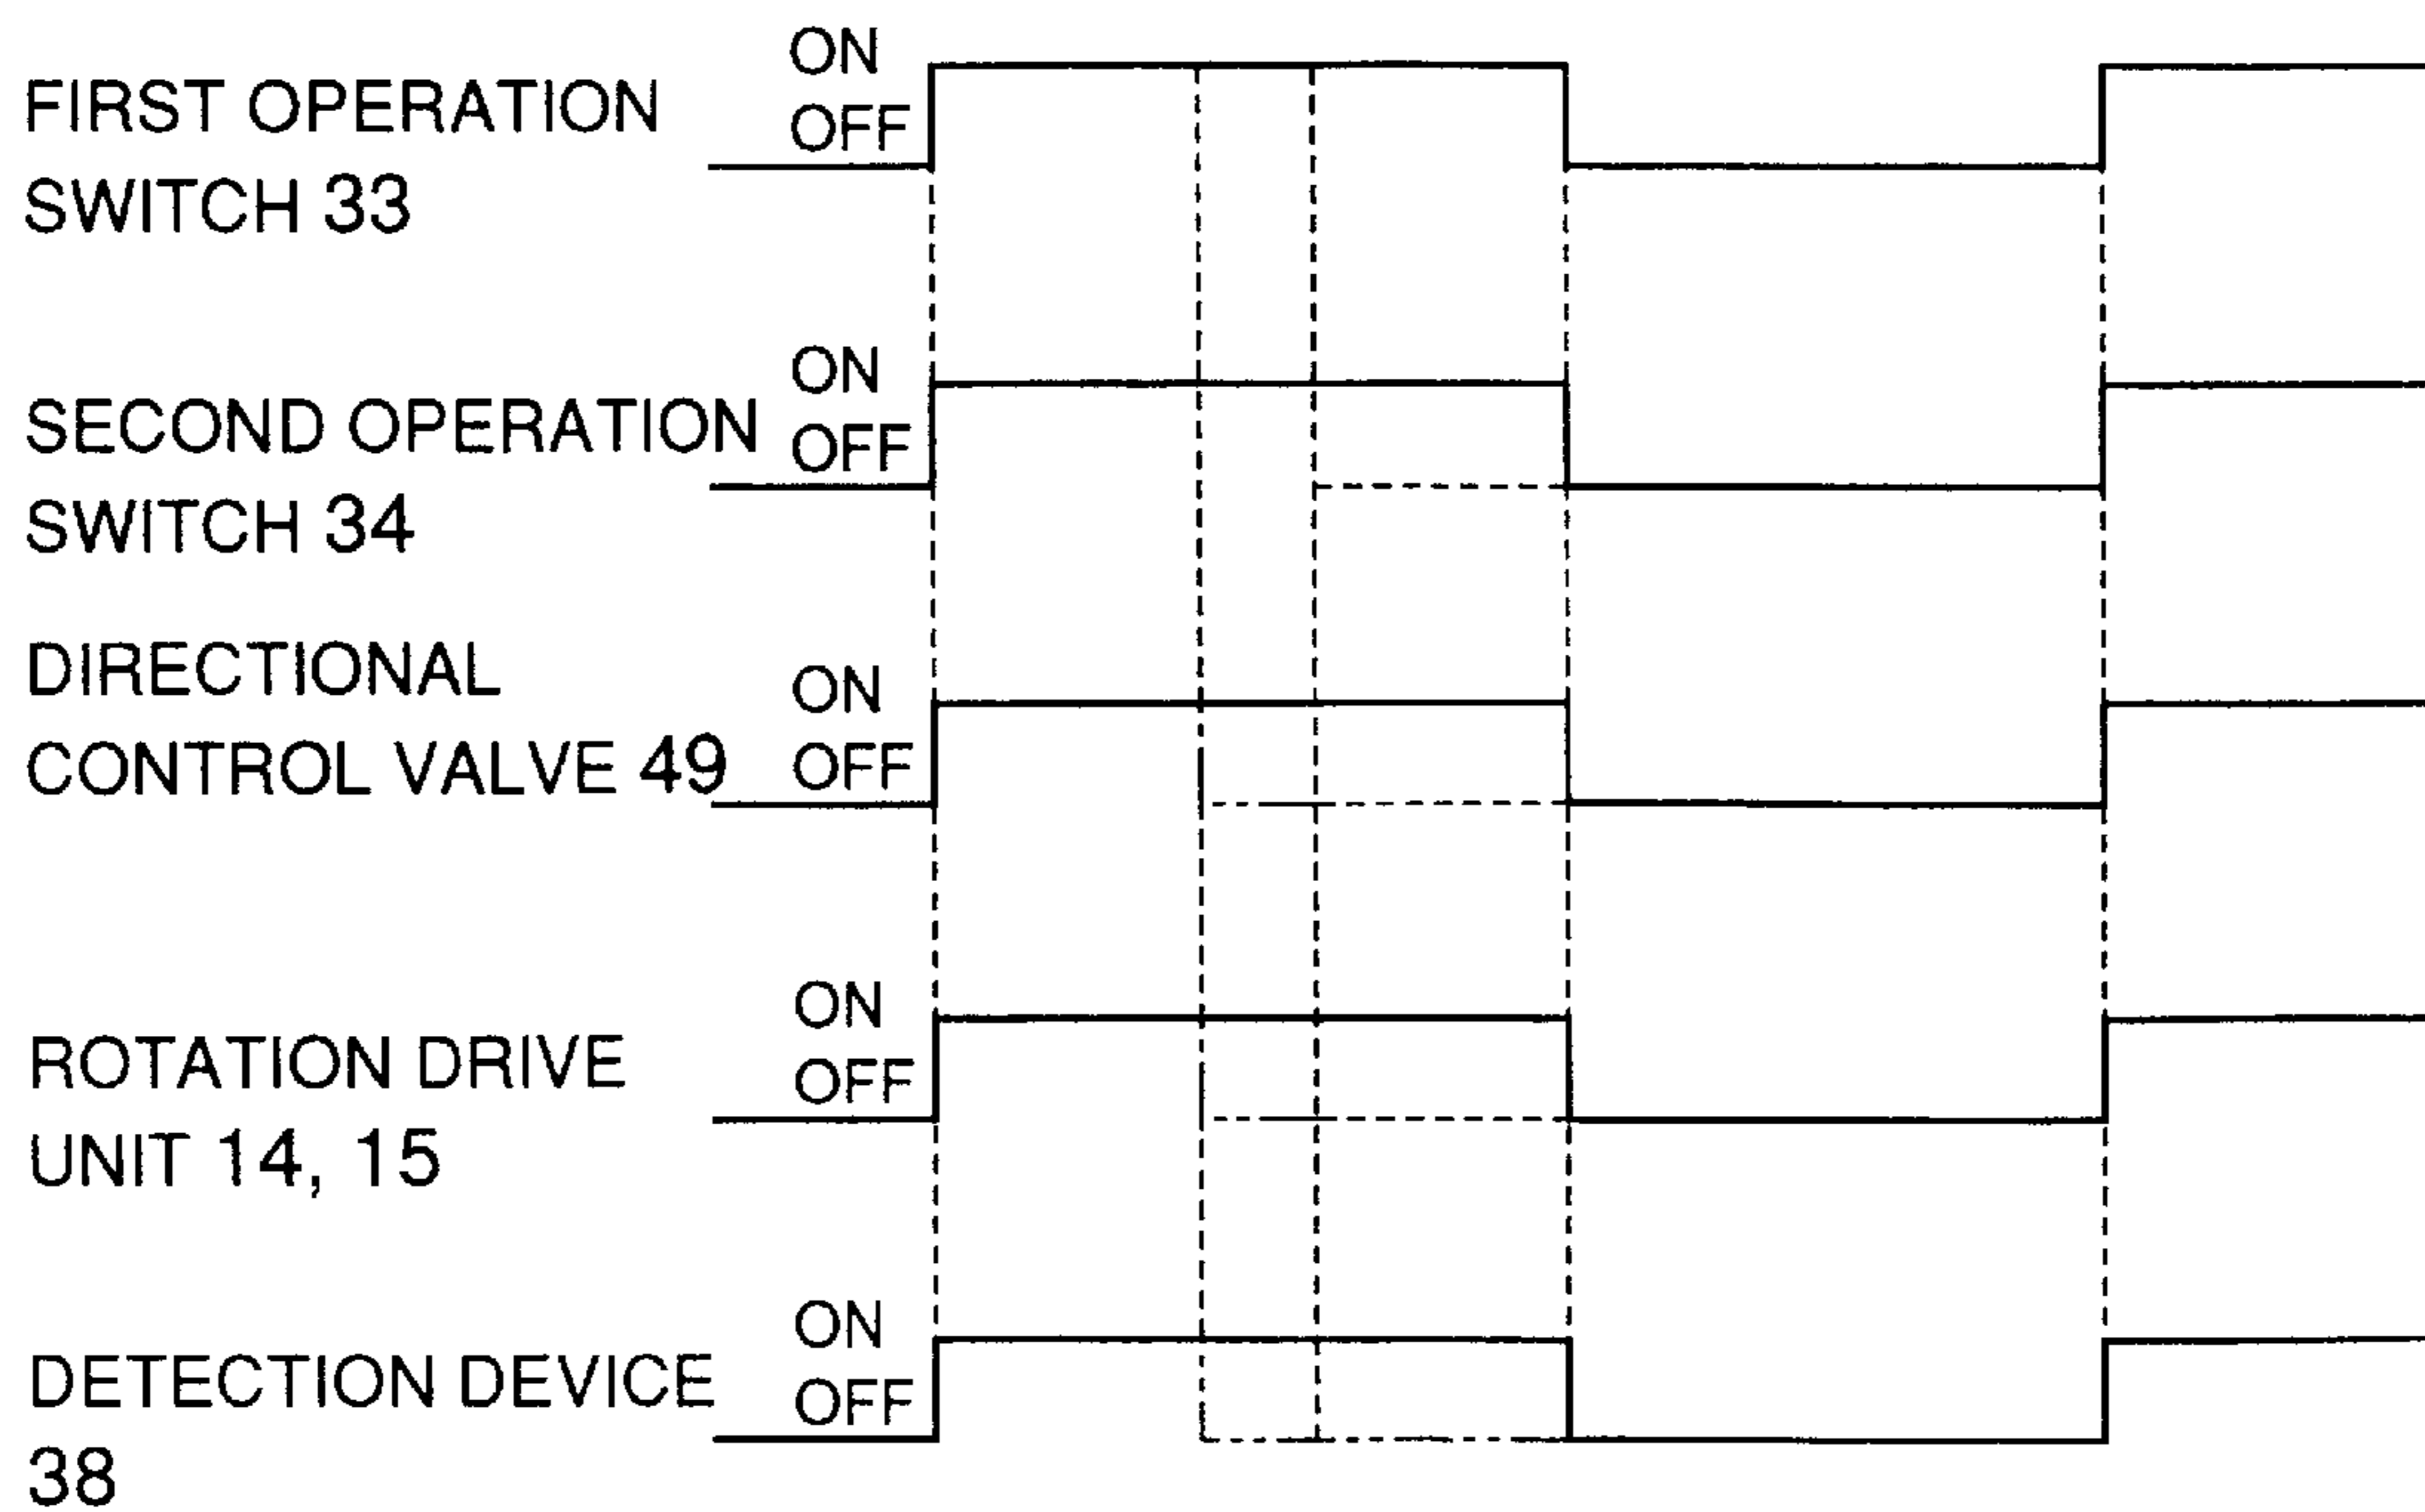 ON
FIRST OPERATION
OFF
SWITCH 33
ON
SECOND OPERATION
OFF
SWITCH 34
DIRECTIONAL
ON
CONTROL VALVE 49
OFF
ON
ROTATION DRIVE
OFF
UNIT 14, 15
ON
DETECTION DEVICE
OFF
38